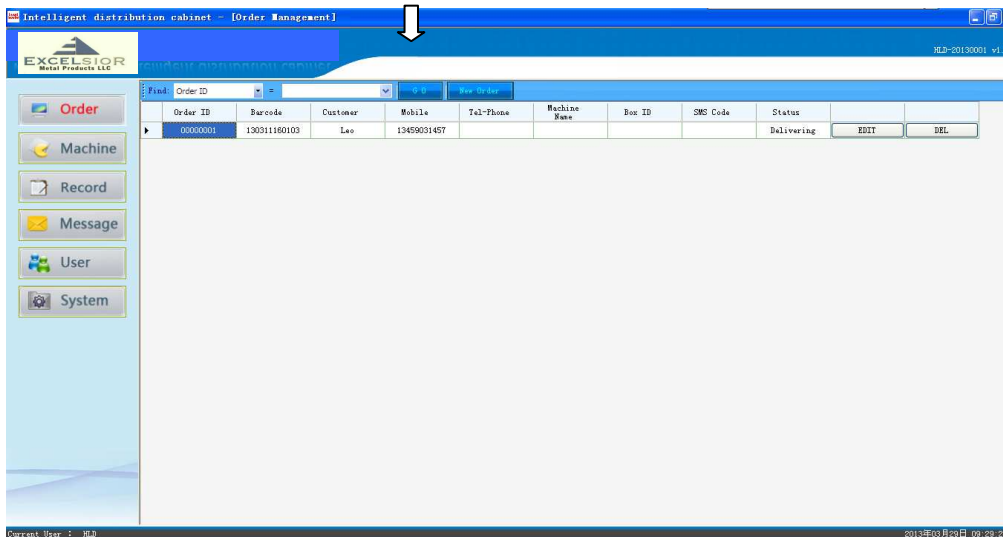 Intelligent distribution cabinet - [Order Management]
EXCELSIOR
Metal Products LLC
HLD-20130001 v1.
Find: Order ID = G O New Order
Order ID Barcode Customer Mobile Tel-Phone Machine Name Box ID SMS Code Status
00000001 130311160103 Leo 13459031457 Delivering EDIT DEL
Order
Machine
Record
Message
User
System
Current User : HLD 2013年03月29日 09:29:2